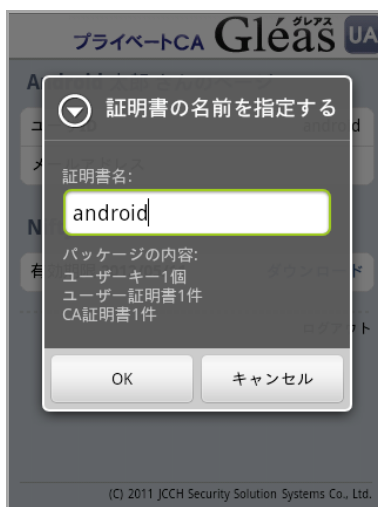 プライベートCA Gléas グレアス UA
証明書の名前を指定する
証明書名:
android
パッケージの内容:
ユーザーキー1個
ユーザー証明書1件
CA証明書1件
ダウンロード
ログアウト
OK キャンセル
(C) 2011 JCCH Security Solution Systems Co., Ltd.